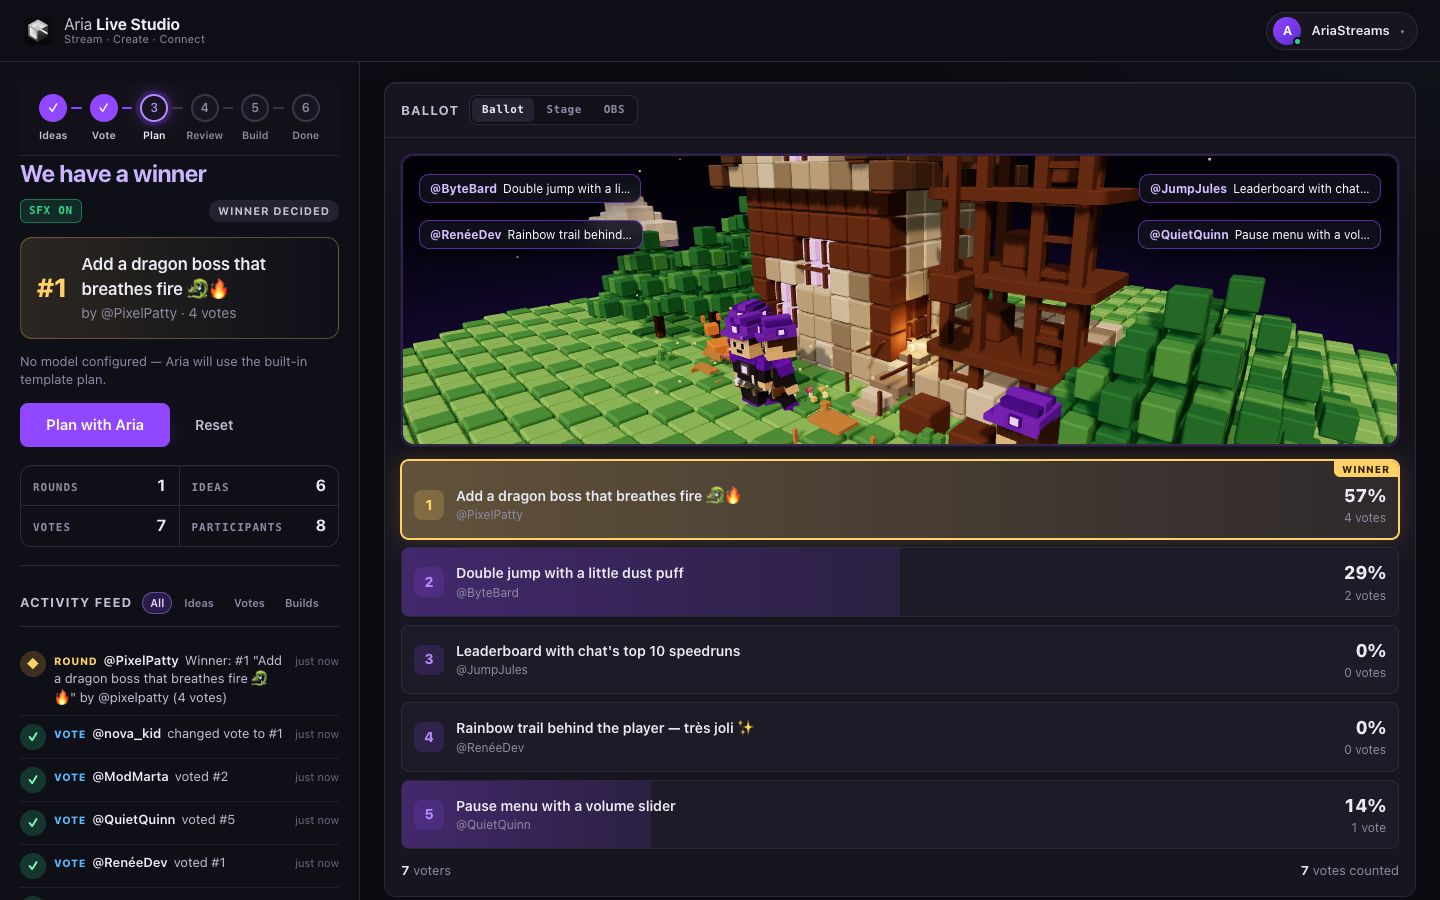 Aria Live Studio
Stream · Create · Connect
A AriaStreams
3 4 5 6
Ideas Vote Plan Review Build Done
We have a winner
SFX ON WINNER DECIDED
#1 Add a dragon boss that
breathes fire 🐲🔥
by @PixelPatty · 4 votes
No model configured — Aria will use the built-in
template plan.
Plan with Aria Reset
ROUNDS 1 IDEAS 6
VOTES 7 PARTICIPANTS 8
ACTIVITY FEED All Ideas Votes Builds
ROUND @PixelPatty Winner: #1 "Add just now
a dragon boss that breathes fire 🐲
🔥" by @pixelpatty (4 votes)
VOTE @nova_kid changed vote to #1 just now
VOTE @ModMarta voted #2 just now
VOTE @QuietQuinn voted #5 just now
VOTE @RenéeDev voted #1 just now
BALLOT Ballot Stage OBS
@ByteBard Double jump with a li…
@JumpJules Leaderboard with chat…
@RenéeDev Rainbow trail behind…
@QuietQuinn Pause menu with a vol…
WINNER
1 Add a dragon boss that breathes fire 🐲🔥 57%
@PixelPatty 4 votes
2 Double jump with a little dust puff 29%
@ByteBard 2 votes
3 Leaderboard with chat's top 10 speedruns 0%
@JumpJules 0 votes
4 Rainbow trail behind the player — très joli ✨ 0%
@RenéeDev 0 votes
5 Pause menu with a volume slider 14%
@QuietQuinn 1 vote
7 voters 7 votes counted